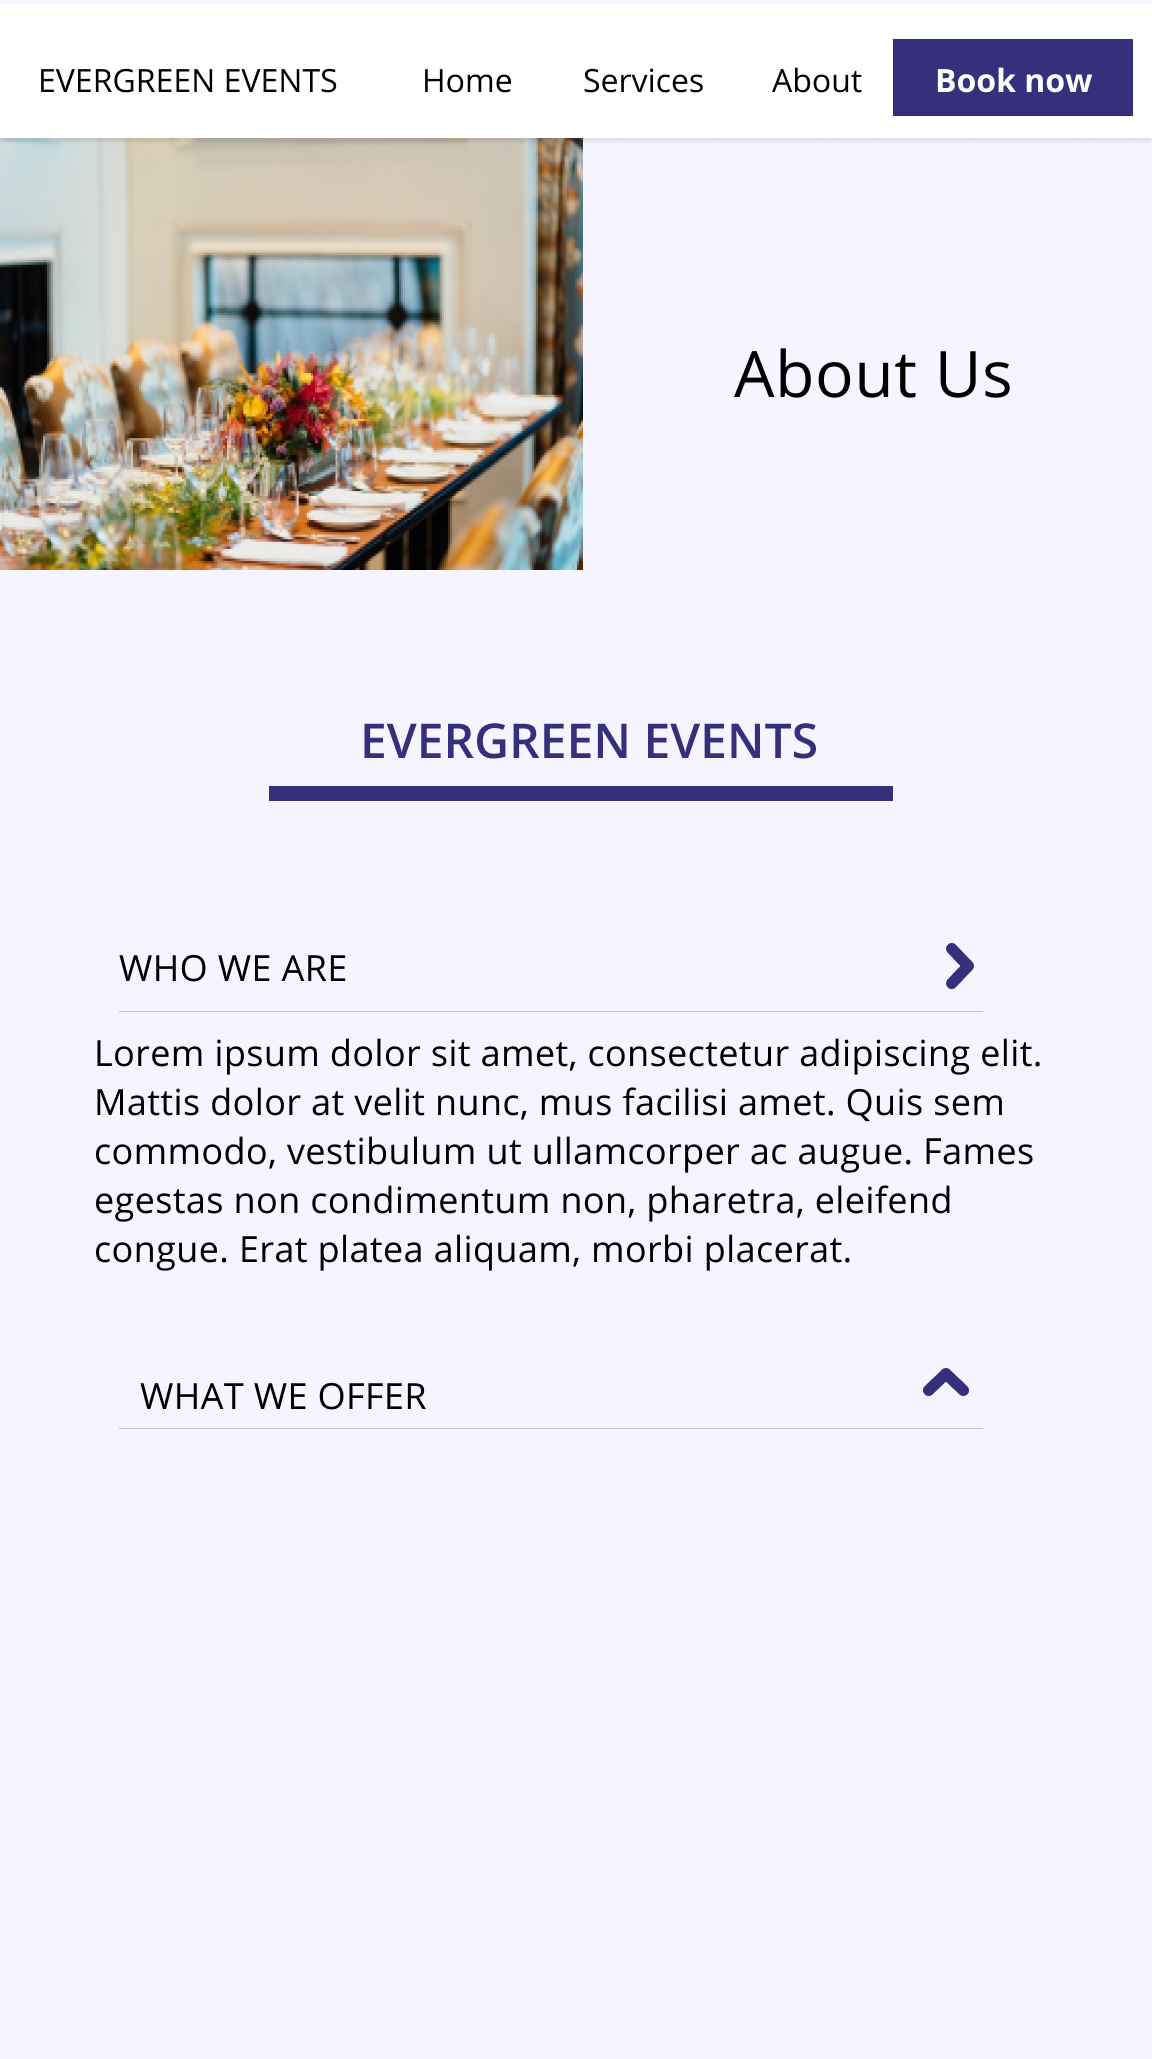 EVERGREEN EVENTS Home Services About Book now
About Us
EVERGREEN EVENTS
WHO WE ARE
Lorem ipsum dolor sit amet, consectetur adipiscing elit.
Mattis dolor at velit nunc, mus facilisi amet. Quis sem
commodo, vestibulum ut ullamcorper ac augue. Fames
egestas non condimentum non, pharetra, eleifend
congue. Erat platea aliquam, morbi placerat.
WHAT WE OFFER